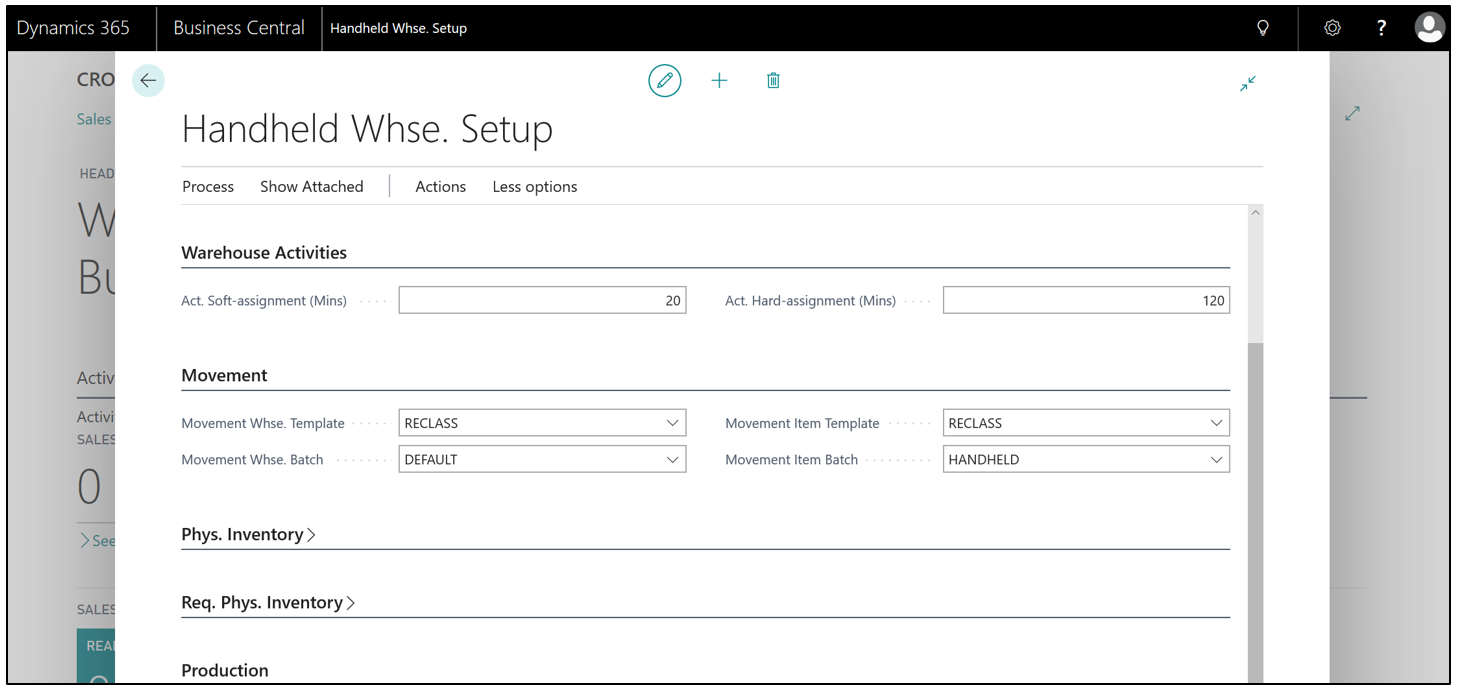 Dynamics 365 Business Central Handheld Whse. Setup ?
CRO
Sales
Handheld Whse. Setup
HEAD
Process Show Attached Actions Less options
W
Warehouse Activities
Bu
Act. Soft-assignment (Mins) 20 Act. Hard-assignment (Mins) 120
Activ
Movement
Activi
Movement Whse. Template RECLASS Movement Item Template RECLASS
SALES
Movement Whse. Batch DEFAULT Movement Item Batch HANDHELD
0
Phys. Inventory
See
Req. Phys. Inventory
SALES
REA
Production